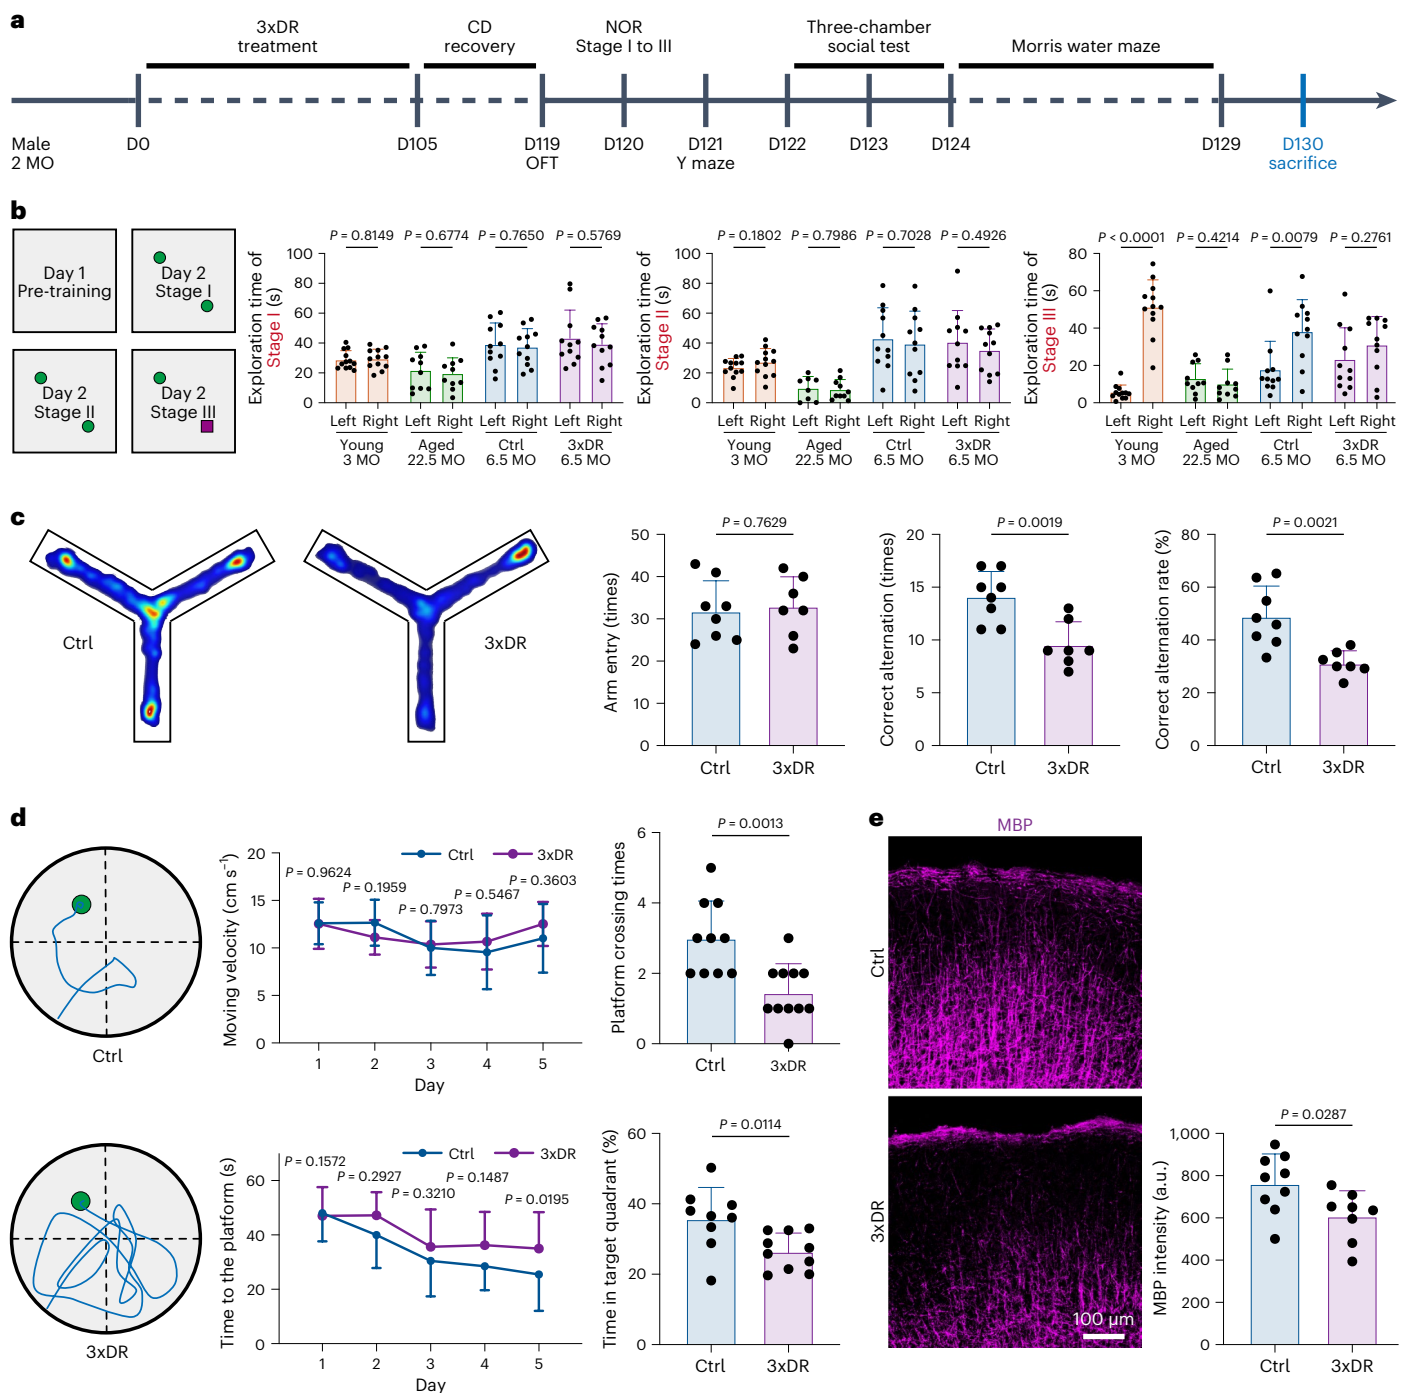 a
3xDR
treatment
CD
recovery
NOR
Stage I to III
Three-chamber
social test
Morris water maze
Male
2 MO
D0
D105
D119
OFT
D120
D121
Y maze
D122
D123
D124
D129
D130
sacrifice
b
Day 1
Pre-training
Day 2
Stage I
Day 2
Stage II
Day 2
Stage III
Exploration time of
Stage I (s)
100
80
60
40
20
0
P = 0.8149
P = 0.6774
P = 0.7650
P = 0.5769
Left Right Left Right Left Right Left Right
Young
3 MO
Aged
22.5 MO
Ctrl
6.5 MO
3xDR
6.5 MO
Exploration time of
Stage II (s)
100
80
60
40
20
0
P = 0.1802
P = 0.7986
P = 0.7028
P = 0.4926
Left Right Left Right Left Right Left Right
Young
3 MO
Aged
22.5 MO
Ctrl
6.5 MO
3xDR
6.5 MO
Exploration time of
Stage III (s)
80
60
40
20
0
P < 0.0001
P = 0.4214
P = 0.0079
P = 0.2761
Left Right Left Right Left Right Left Right
Young
3 MO
Aged
22.5 MO
Ctrl
6.5 MO
3xDR
6.5 MO
c
Ctrl
3xDR
Arm entry (times)
50
40
30
20
10
0
P = 0.7629
Ctrl
3xDR
Correct alternation (times)
20
15
10
5
0
P = 0.0019
Ctrl
3xDR
Correct alternation rate (%)
80
60
40
20
0
P = 0.0021
Ctrl
3xDR
d
Ctrl
Moving velocity (cm s⁻¹)
20
15
10
5
0
Ctrl
3xDR
P = 0.9624
P = 0.1959
P = 0.7973
P = 0.5467
P = 0.3603
1 2 3 4 5
Day
Platform crossing times
6
4
2
0
P = 0.0013
Ctrl
3xDR
3xDR
Time to the platform (s)
60
40
20
0
Ctrl
3xDR
P = 0.1572
P = 0.2927
P = 0.3210
P = 0.1487
P = 0.0195
1 2 3 4 5
Day
Time in target quadrant (%)
60
40
20
0
P = 0.0114
Ctrl
3xDR
e
MBP
Ctrl
3xDR
100 µm
MBP intensity (a.u.)
1,000
800
600
400
200
0
P = 0.0287
Ctrl
3xDR